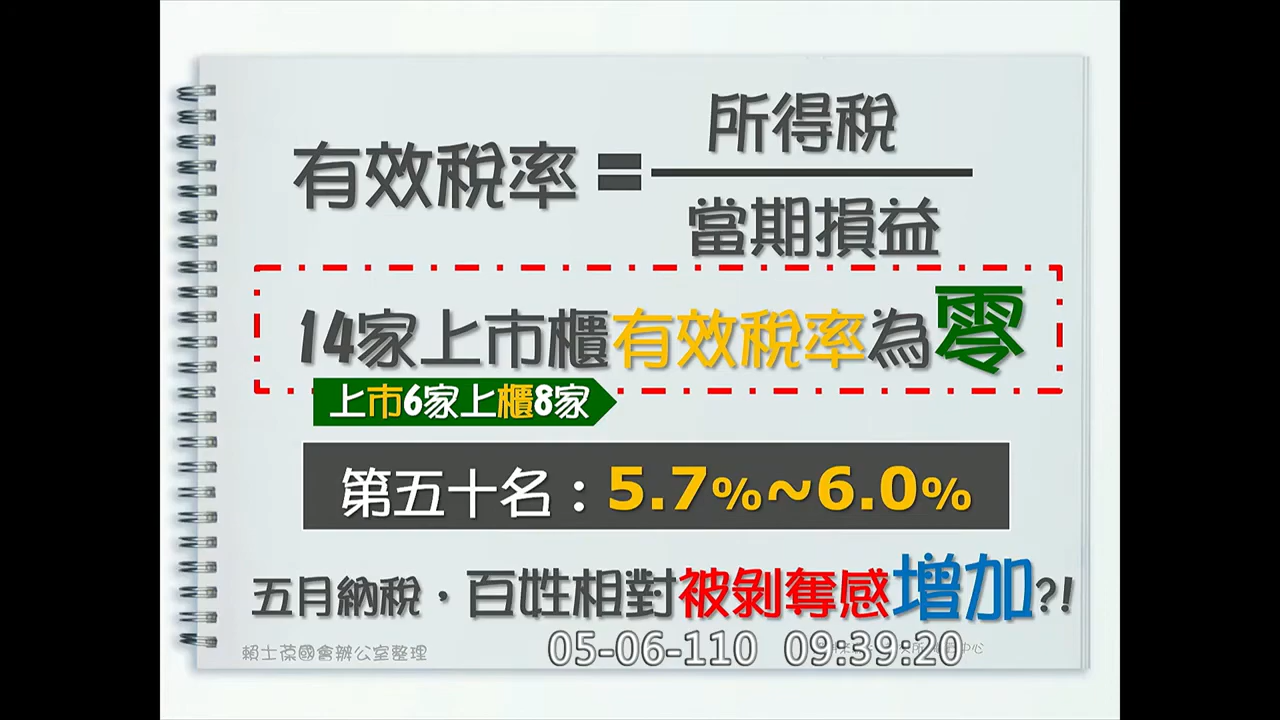 有效稅率=所得稅
當期損益
14家上市櫃有效稅率為零
上市6家上櫃8家
第五十名：5.7%~6.0%
五月納稅，百姓相對被剝奪感增加?!
賴士葆國會辦公室整理
05-06-110 09:39:20